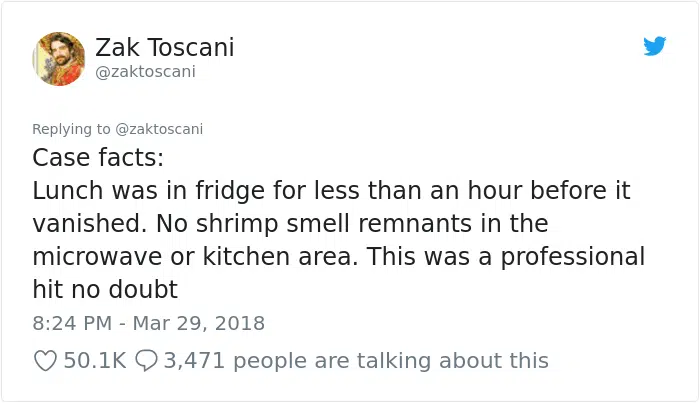 Zak Toscani
@zaktoscani
Replying to @zaktoscani
Case facts:
Lunch was in fridge for less than an hour before it
vanished. No shrimp smell remnants in the
microwave or kitchen area. This was a professional
hit no doubt
8:24 PM - Mar 29, 2018
50.1K 3,471 people are talking about this